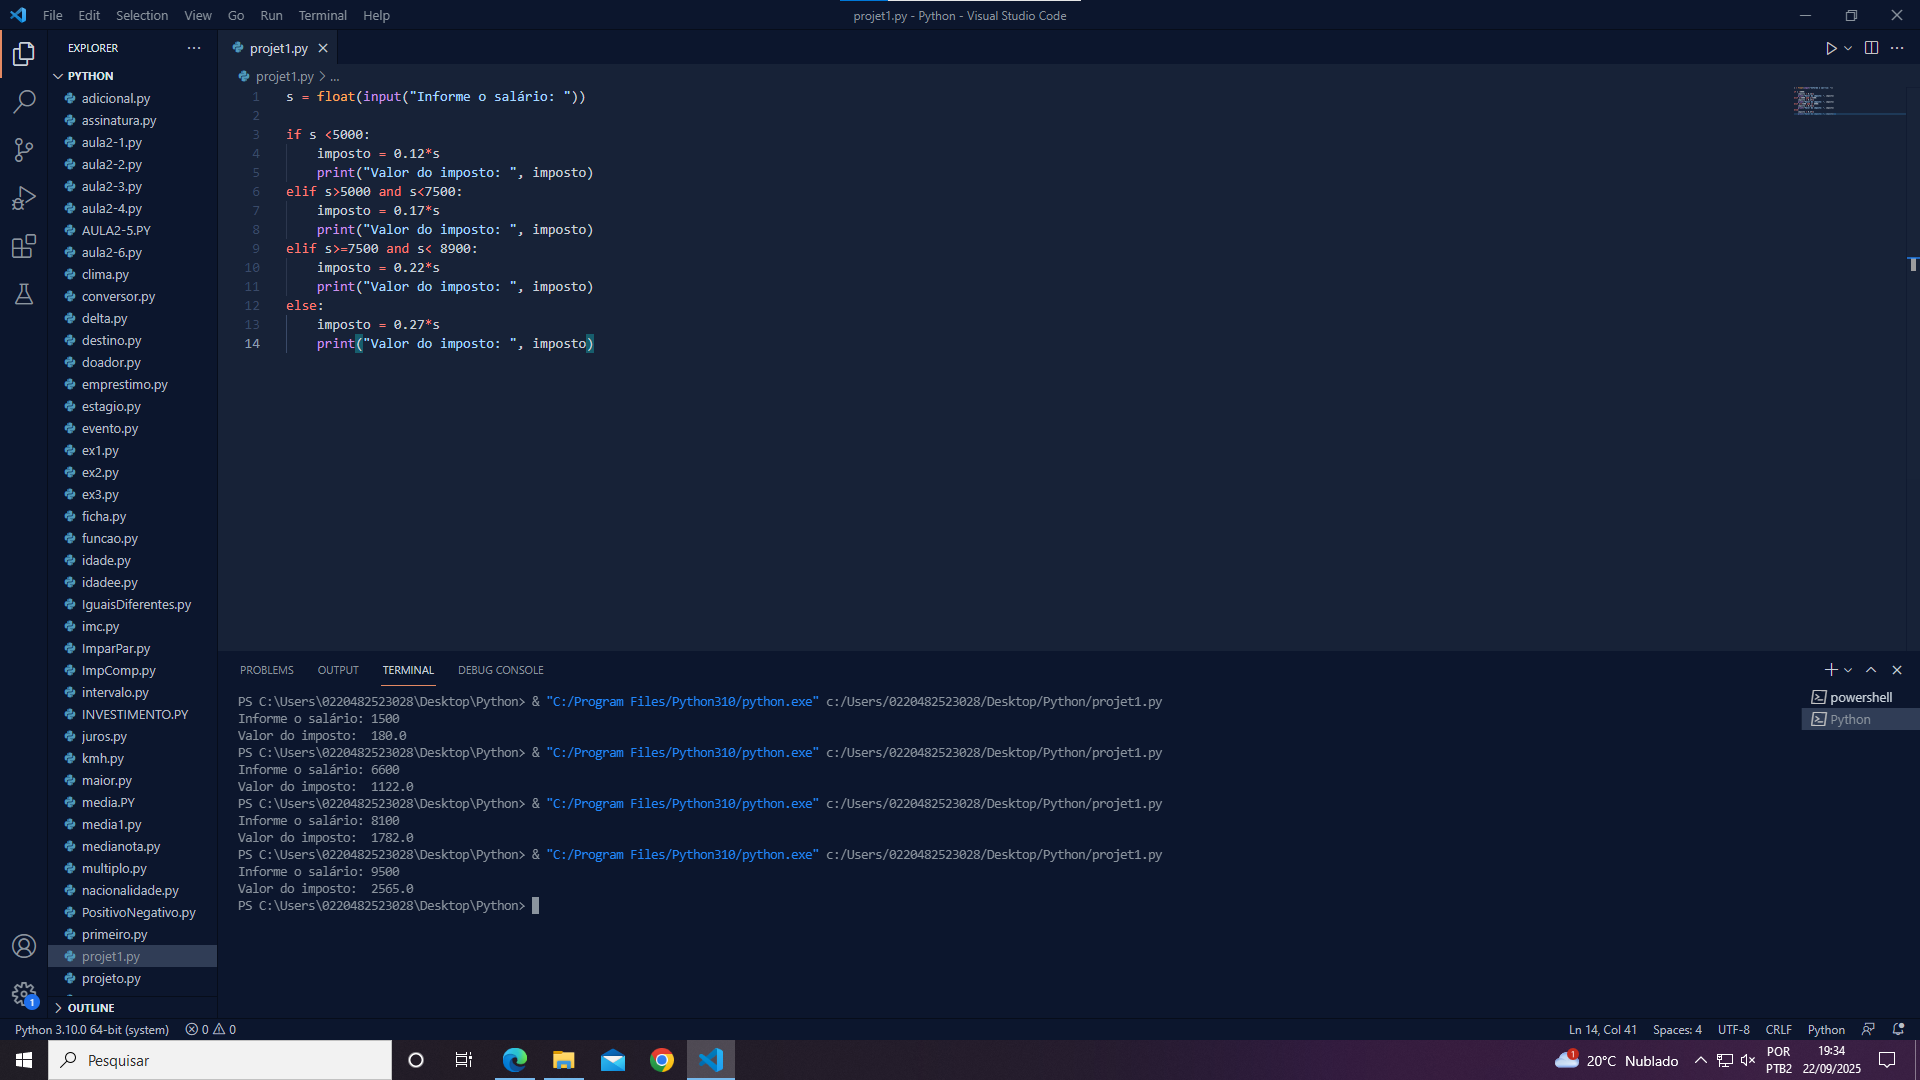 File Edit Selection View Go Run Terminal Help
projet1.py - Python - Visual Studio Code
EXPLORER
PYTHON
adicional.py
assinatura.py
aula2-1.py
aula2-2.py
aula2-3.py
aula2-4.py
AULA2-5.PY
aula2-6.py
clima.py
conversor.py
delta.py
destino.py
doador.py
emprestimo.py
estagio.py
evento.py
ex1.py
ex2.py
ex3.py
ficha.py
funcao.py
idade.py
idadee.py
IguaisDiferentes.py
imc.py
ImparPar.py
ImpComp.py
intervalo.py
INVESTIMENTO.PY
juros.py
kmh.py
maior.py
media.PY
media1.py
medianota.py
multiplo.py
nacionalidade.py
PositivoNegativo.py
primeiro.py
projet1.py
projeto.py
OUTLINE
projet1.py
projet1.py > ...
1 s = float(input("Informe o salário: "))
2
3 if s <5000:
4 imposto = 0.12*s
5 print("Valor do imposto: ", imposto)
6 elif s>5000 and s<7500:
7 imposto = 0.17*s
8 print("Valor do imposto: ", imposto)
9 elif s>=7500 and s< 8900:
10 imposto = 0.22*s
11 print("Valor do imposto: ", imposto)
12 else:
13 imposto = 0.27*s
14 print("Valor do imposto: ", imposto)
PROBLEMS OUTPUT TERMINAL DEBUG CONSOLE
PS C:\Users\0220482523028\Desktop\Python> & "C:/Program Files/Python310/python.exe" c:/Users/0220482523028/Desktop/Python/projet1.py
Informe o salário: 1500
Valor do imposto:  180.0
PS C:\Users\0220482523028\Desktop\Python> & "C:/Program Files/Python310/python.exe" c:/Users/0220482523028/Desktop/Python/projet1.py
Informe o salário: 6600
Valor do imposto:  1122.0
PS C:\Users\0220482523028\Desktop\Python> & "C:/Program Files/Python310/python.exe" c:/Users/0220482523028/Desktop/Python/projet1.py
Informe o salário: 8100
Valor do imposto:  1782.0
PS C:\Users\0220482523028\Desktop\Python> & "C:/Program Files/Python310/python.exe" c:/Users/0220482523028/Desktop/Python/projet1.py
Informe o salário: 9500
Valor do imposto:  2565.0
PS C:\Users\0220482523028\Desktop\Python>
powershell
Python
1
Python 3.10.0 64-bit (system) 0 0
Ln 14, Col 41 Spaces: 4 UTF-8 CRLF Python
Pesquisar
1
20°C Nublado
POR
PTB2
19:34
22/09/2025